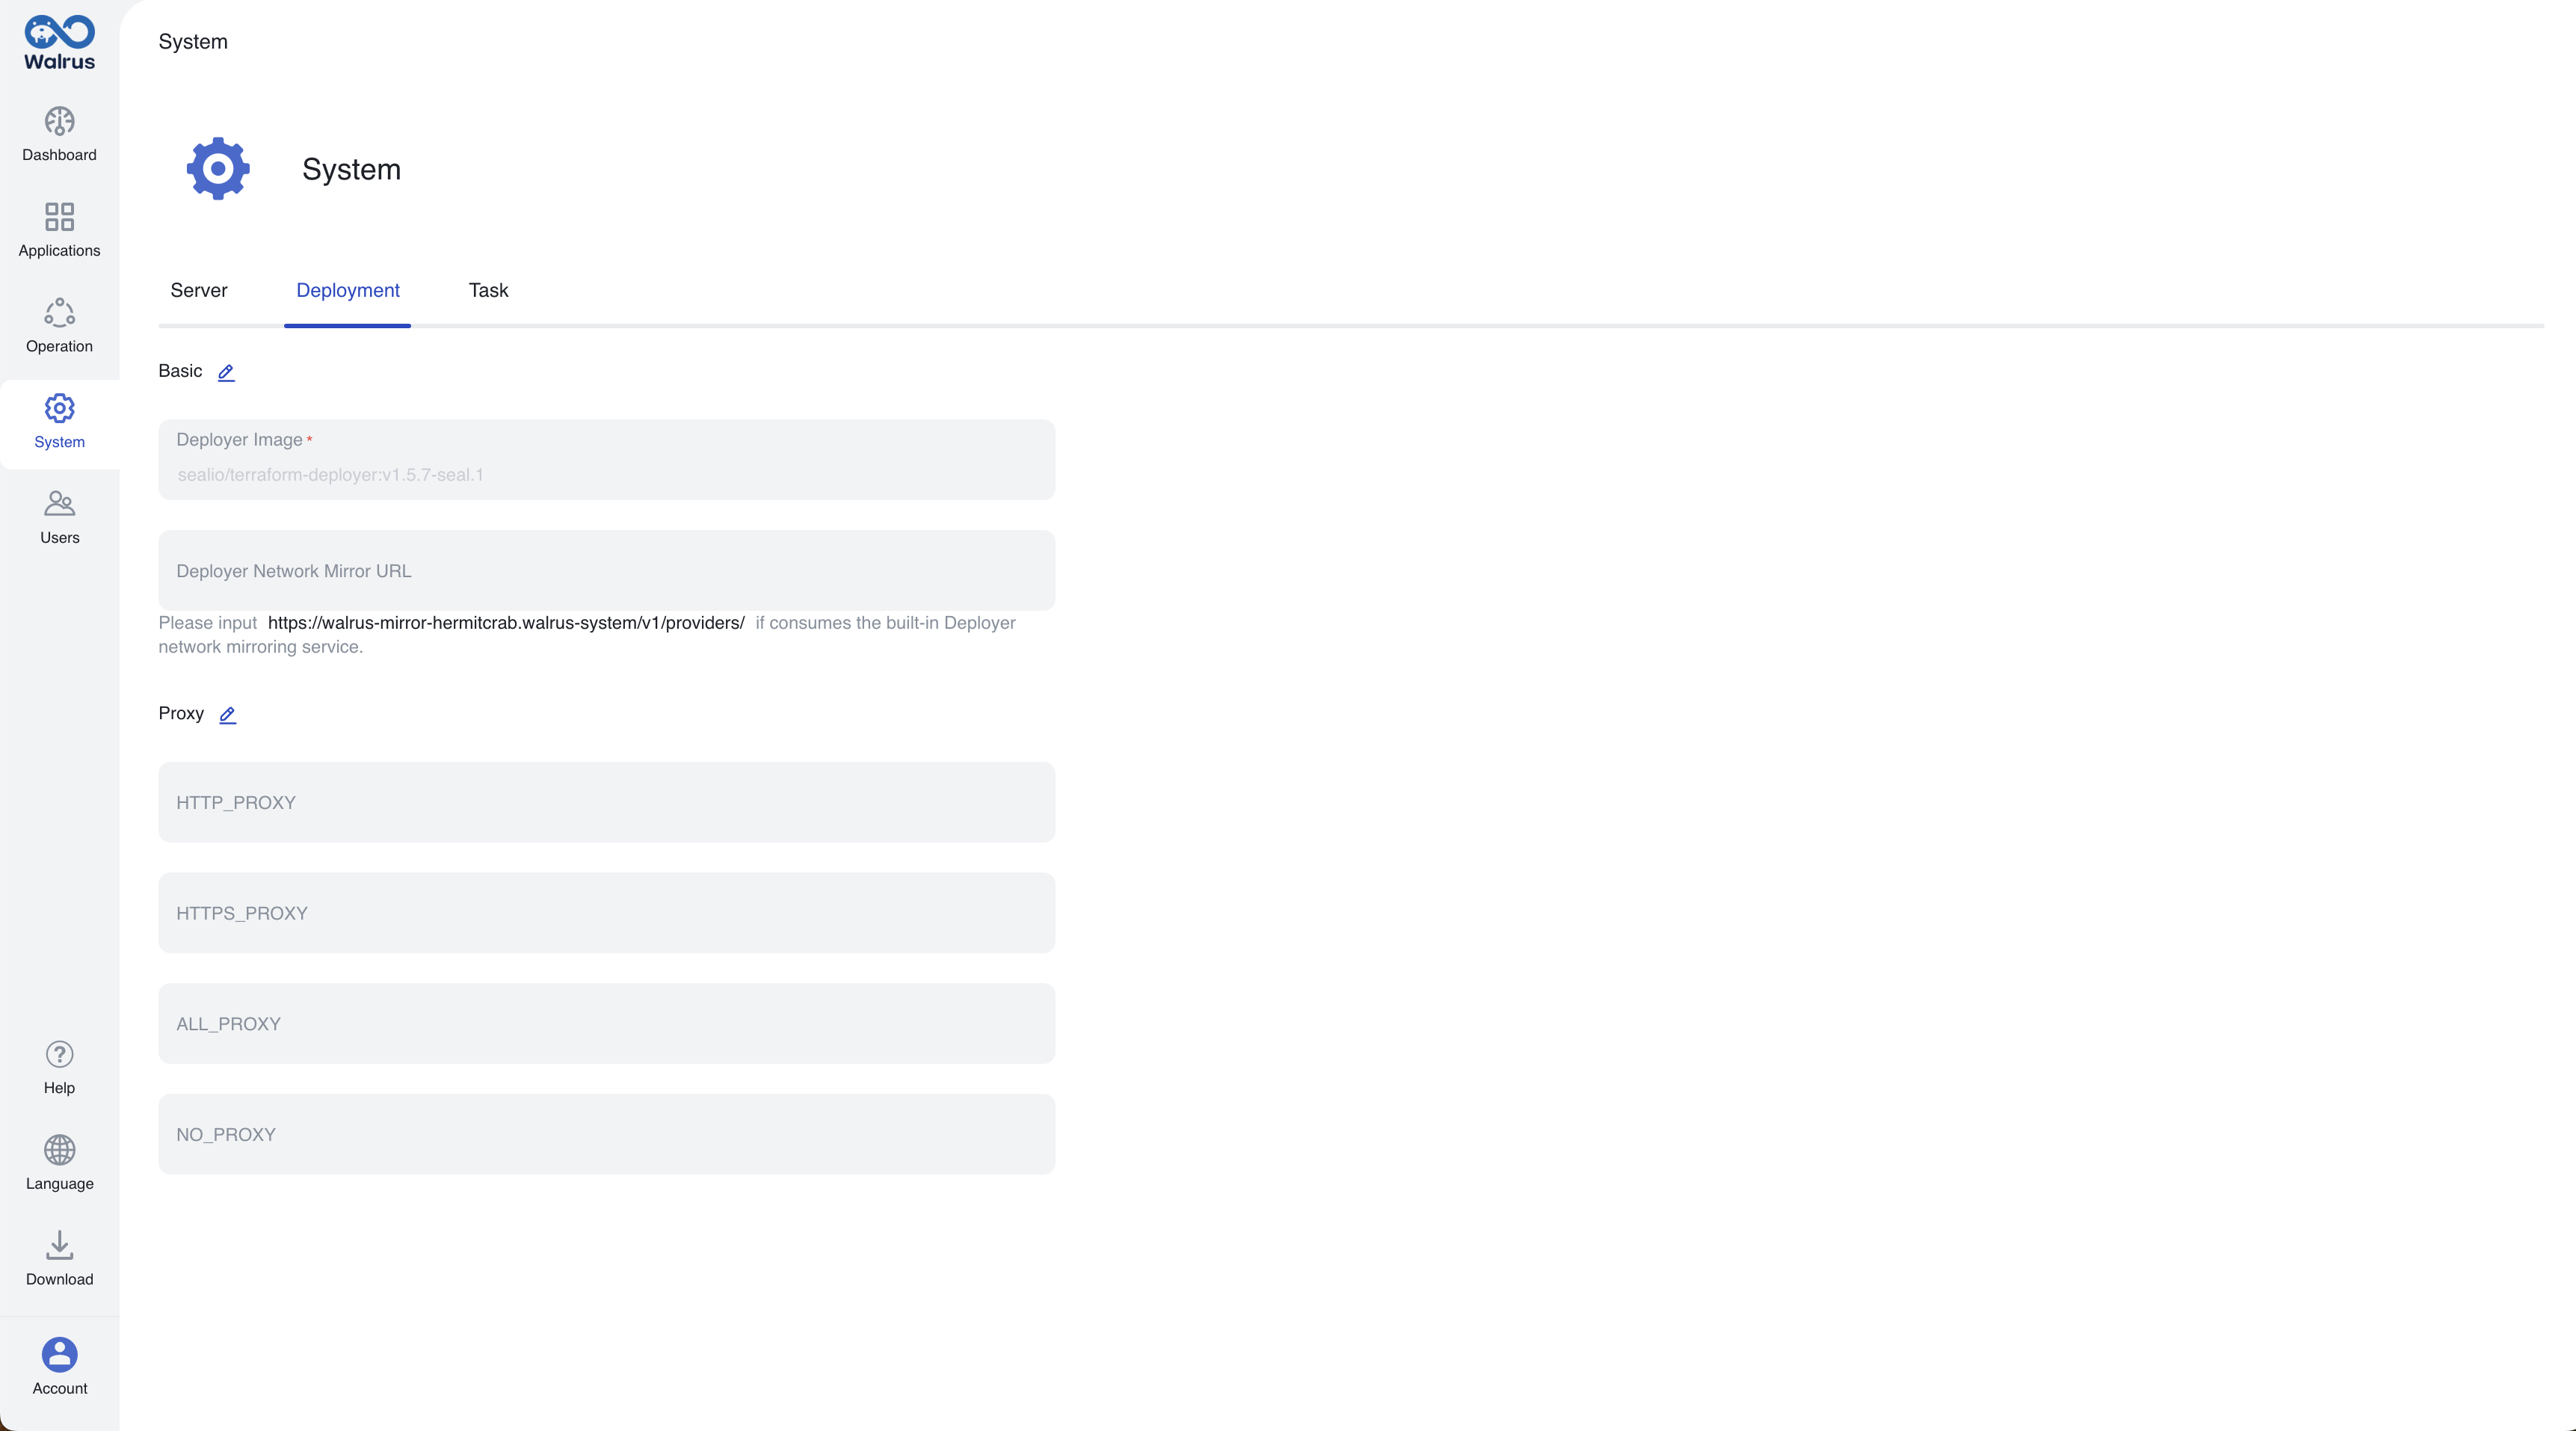 Walrus
Dashboard
Applications
Operation
System
Users
Help
Language
Download
Account
System
System
Server Deployment Task
Basic
Deployer Image *
sealio/terraform-deployer:v1.5.7-seal.1
Deployer Network Mirror URL
Please input https://walrus-mirror-hermitcrab.walrus-system/v1/providers/ if consumes the built-in Deployer
network mirroring service.
Proxy
HTTP_PROXY
HTTPS_PROXY
ALL_PROXY
NO_PROXY